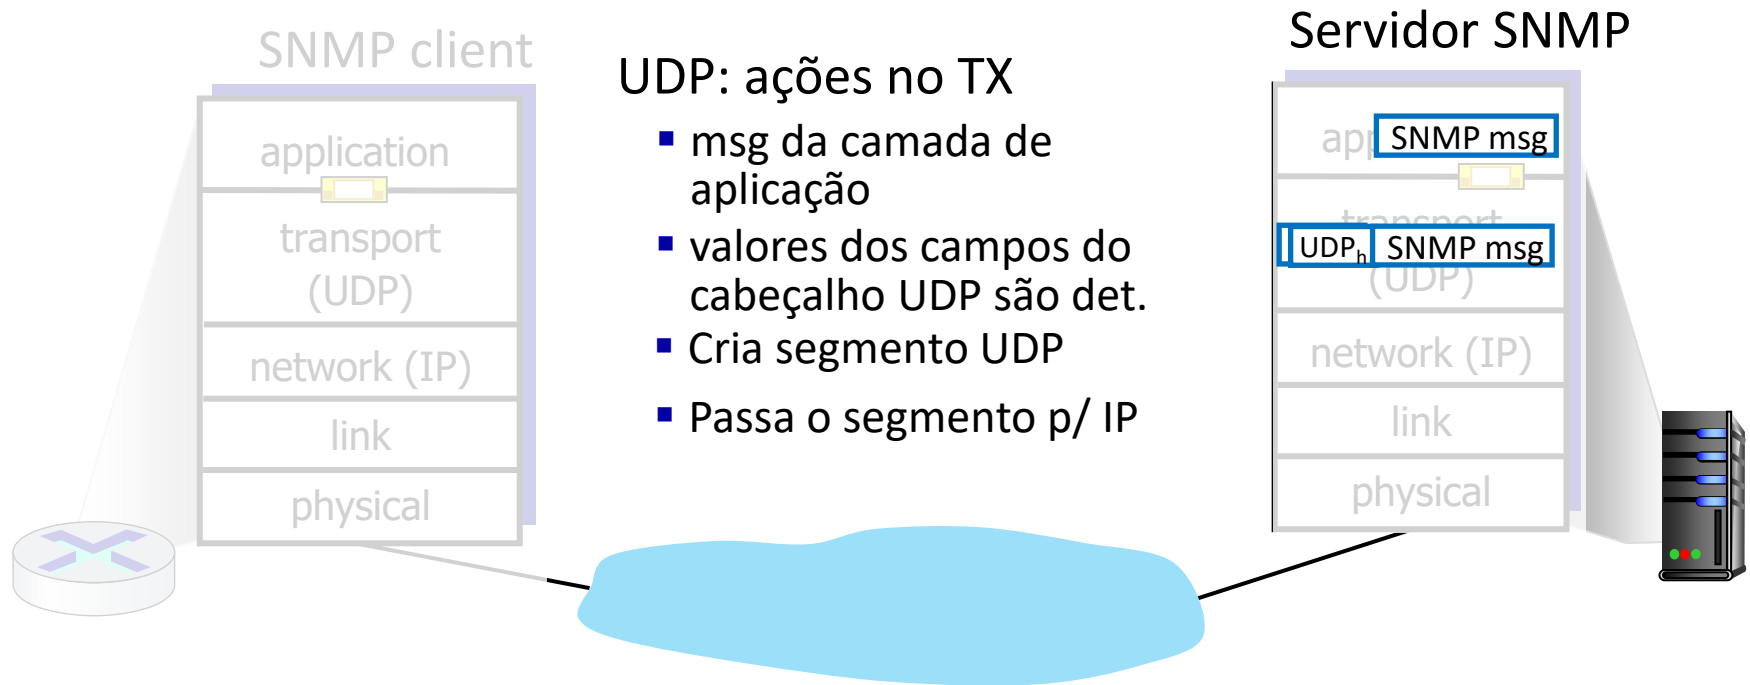 SNMP client
application
transport
(UDP)
network (IP)
link
physical
UDP: ações no TX
msg da camada de
aplicação
valores dos campos do
cabeçalho UDP são det.
Cria segmento UDP
Passa o segmento p/ IP
Servidor SNMP
app
SNMP msg
transport
UDPh SNMP msg
(UDP)
network (IP)
link
physical